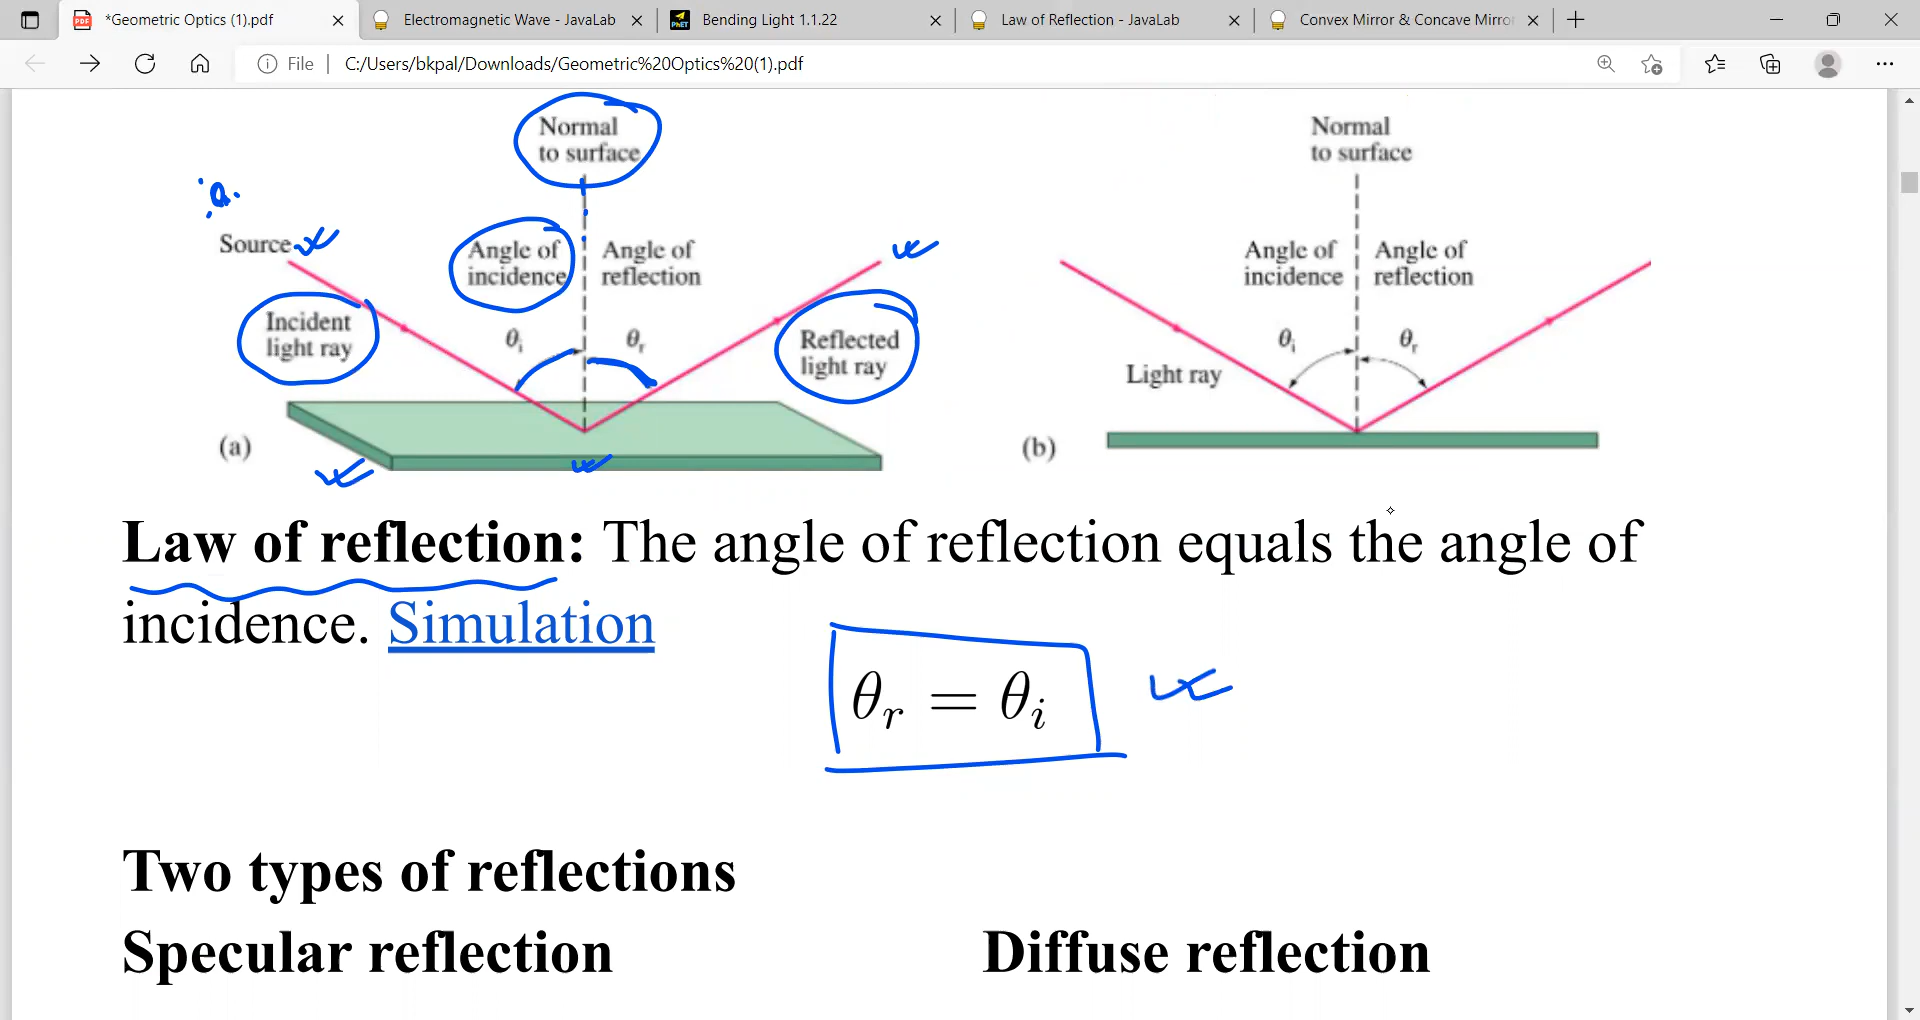 *Geometric Optics (1).pdf
Electromagnetic Wave - JavaLab
Bending Light 1.1.22
Law of Reflection - JavaLab
Convex Mirror & Concave Mirror
File
C:/Users/bkpal/Downloads/Geometric%20Optics%20(1).pdf
Normal
to surface
Source
Angle of
incidence
Angle of
reflection
Incident
light ray
θi
θr
Reflected
light ray
(a)
Normal
to surface
Angle of
incidence
Angle of
reflection
θi
θr
Light ray
(b)
Law of reflection: The angle of reflection equals the angle of
incidence. Simulation
θr = θi
Two types of reflections
Specular reflection
Diffuse reflection